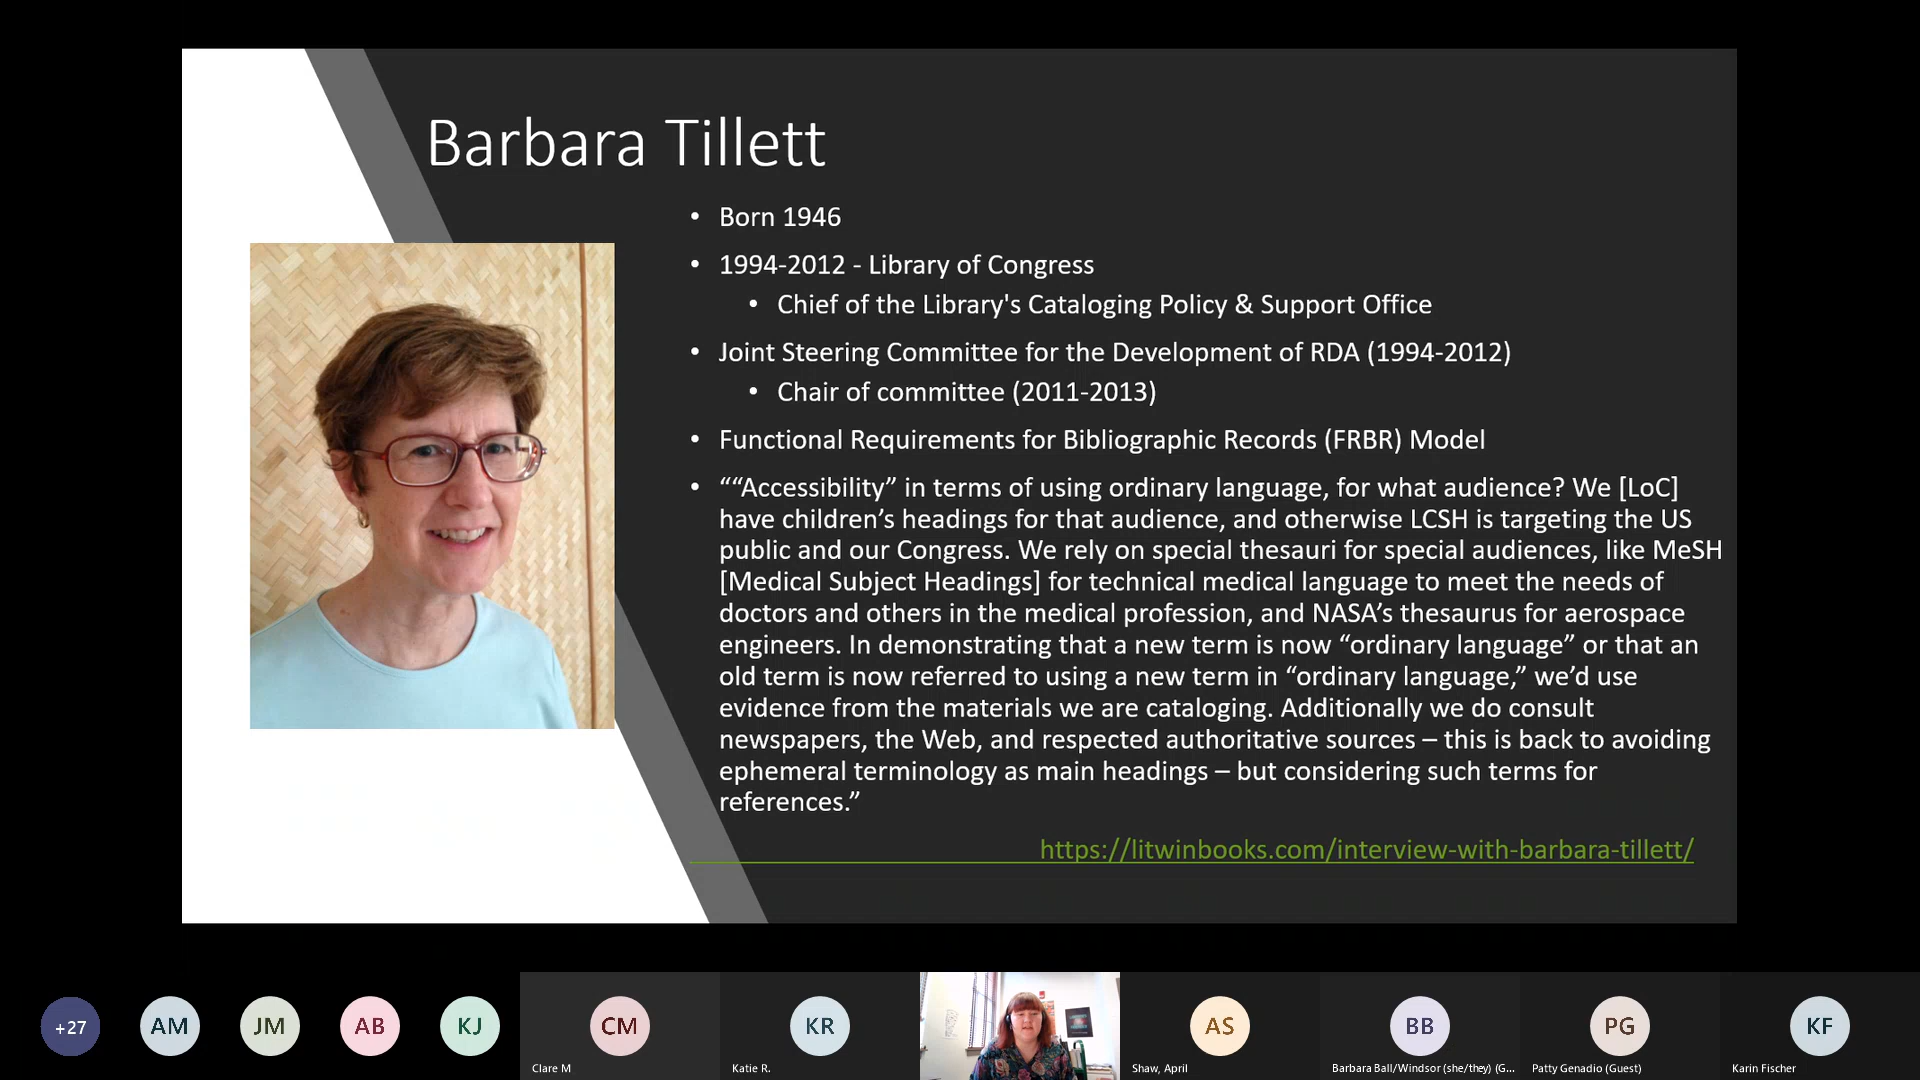 Barbara Tillett
• Born 1946
• 1994-2012 - Library of Congress
• Chief of the Library's Cataloging Policy & Support Office
• Joint Steering Committee for the Development of RDA (1994-2012)
• Chair of committee (2011-2013)
• Functional Requirements for Bibliographic Records (FRBR) Model
• ““Accessibility” in terms of using ordinary language, for what audience? We [LoC]
have children’s headings for that audience, and otherwise LCSH is targeting the US
public and our Congress. We rely on special thesauri for special audiences, like MeSH
[Medical Subject Headings] for technical medical language to meet the needs of
doctors and others in the medical profession, and NASA’s thesaurus for aerospace
engineers. In demonstrating that a new term is now “ordinary language” or that an
old term is now referred to using a new term in “ordinary language,” we’d use
evidence from the materials we are cataloging. Additionally we do consult
newspapers, the Web, and respected authoritative sources – this is back to avoiding
ephemeral terminology as main headings – but considering such terms for
references.”
https://litwinbooks.com/interview-with-barbara-tillett/
+27
AM
JM
AB
KJ
CM
KR
AS
BB
PG
KF
Clare M
Katie R.
Shaw, April
Barbara Ball/Windsor (she/they) (G...
Patty Genadio (Guest)
Karin Fischer